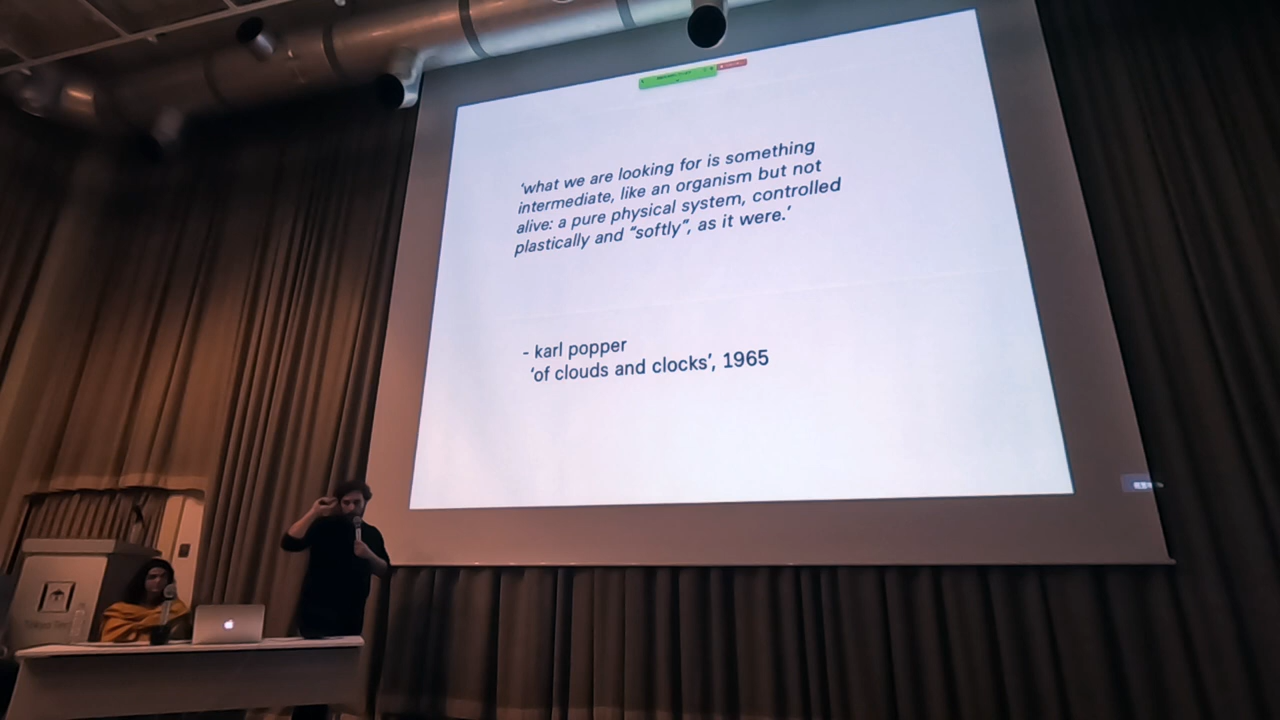 'what we are looking for is something
intermediate, like an organism but not
alive: a pure physical system, controlled
plastically and “softly”, as it were.'
- karl popper
'of clouds and clocks', 1965